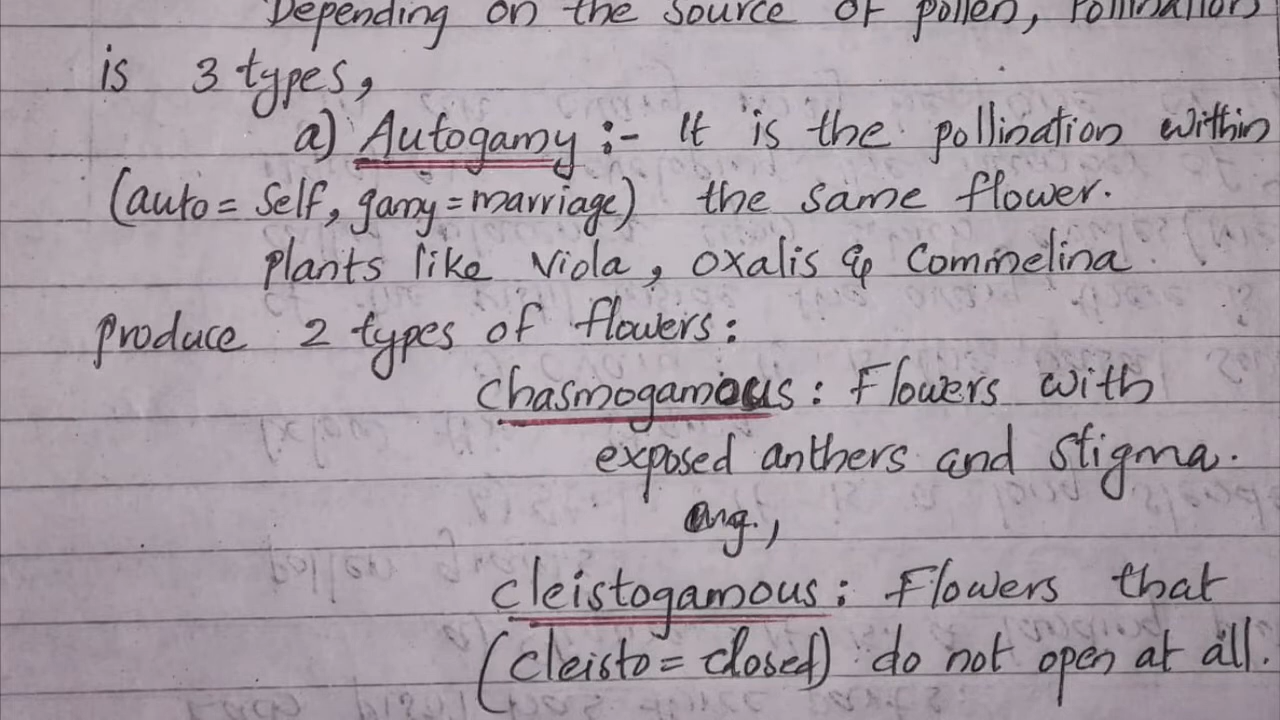 Depending on the source of pollen, Pollination
is 3 types,
a) Autogamy :- It is the pollination within
(auto = Self, gamy = marriage) the same flower.
plants like Viola, oxalis & Commelina
produce 2 types of flowers:
Chasmogamous : Flowers with
exposed anthers and stigma.
Cleistogamous : Flowers that
(cleisto = closed) do not open at all.